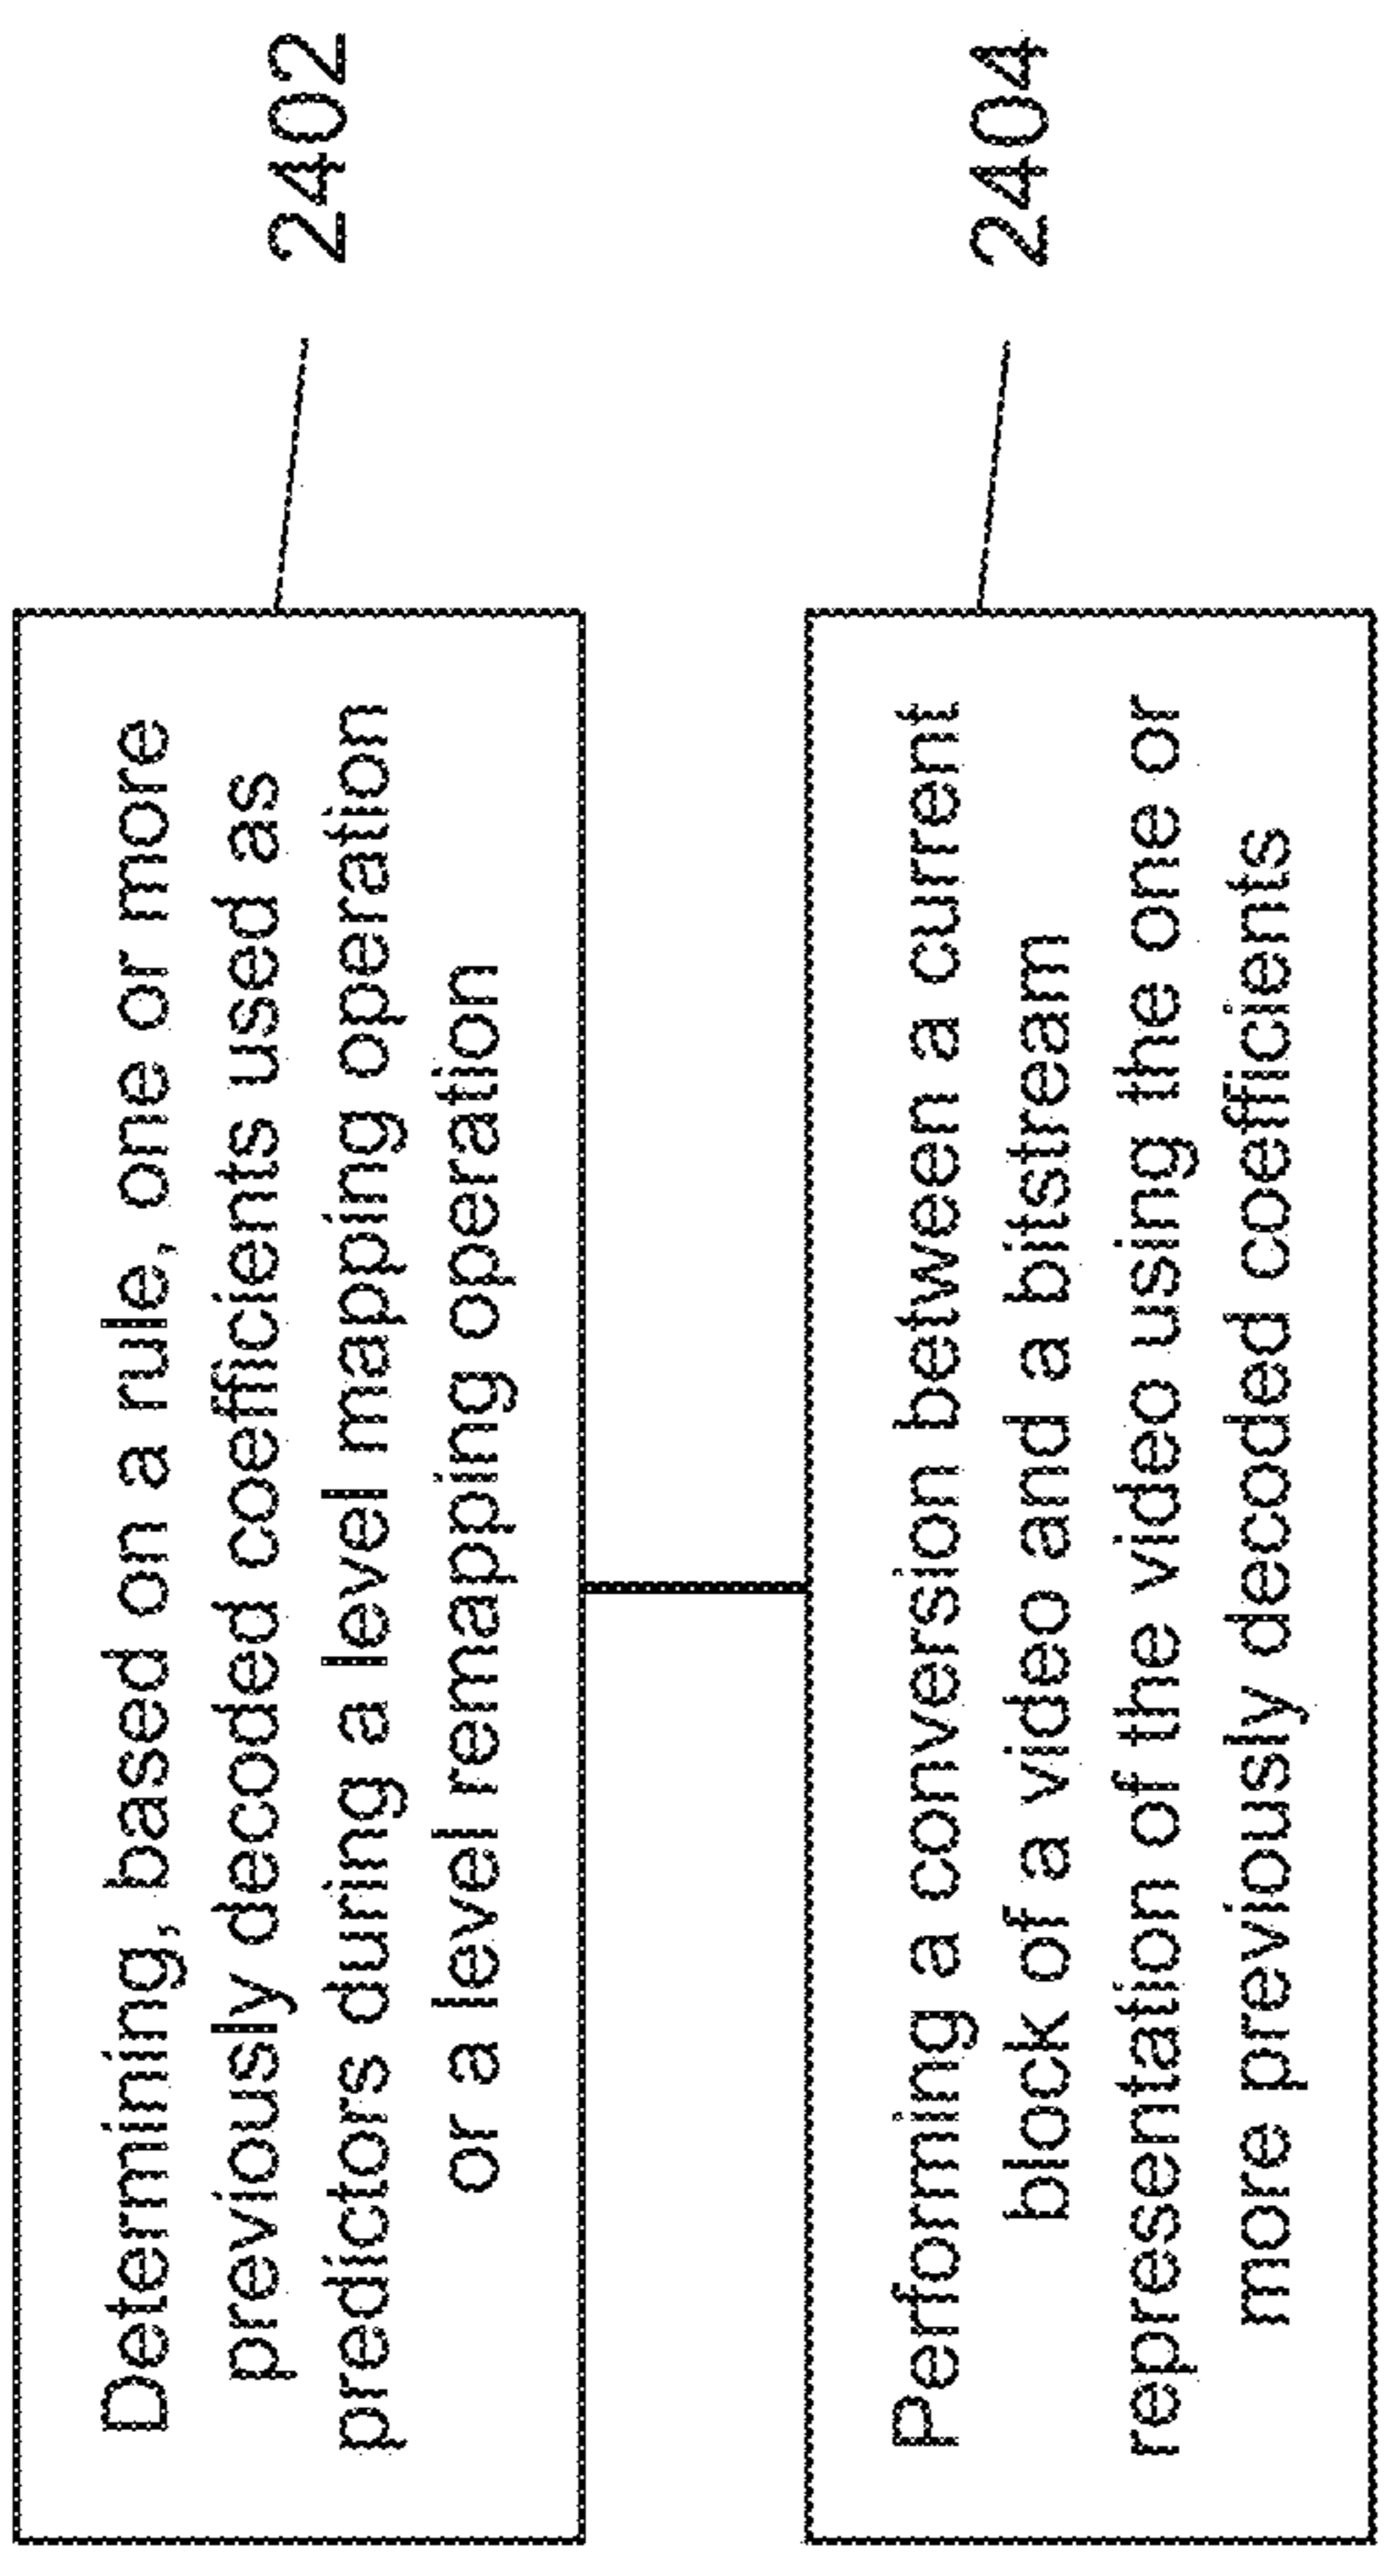 Determining, based on a rule, one or more
previously decoded coefficients used as
predictors during a level mapping operation
or a level remapping operation
2402
Performing a conversion between a current
block of a video and a bitstream
representation of the video using the one or
more previously decoded coefficients
2404